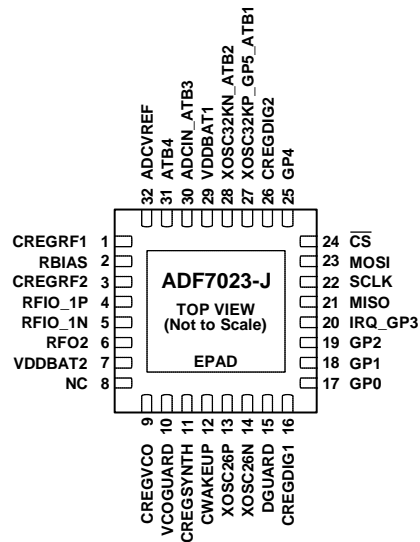 32 ADCVREF
31 ATB4
30 ADCIN_ATB3
29 VDDBAT1
28 XOSC32KN_ATB2
27 XOSC32KP_GP5_ATB1
26 CREGDIG2
25 GP4
CREGRF1 1
RBIAS 2
CREGRF2 3
RFIO_1P 4
RFIO_1N 5
RFO2 6
VDDBAT2 7
NC 8
ADF7023-J
TOP VIEW
(Not to Scale)
EPAD
24 C̅S̅
23 MOSI
22 SCLK
21 MISO
20 IRQ_GP3
19 GP2
18 GP1
17 GP0
CREGVCO 9
VCOGUARD 10
CREGSYNTH 11
CWAKEUP 12
XOSC26P 13
XOSC26N 14
DGUARD 15
CREGDIG1 16